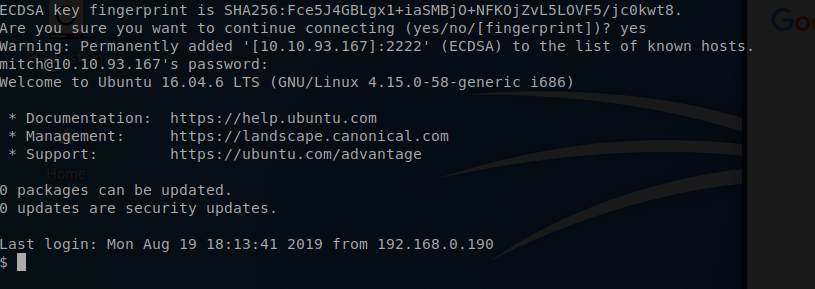 ECDSA key fingerprint is SHA256:Fce5J4GBLgx1+iaSMBjO+NFKOjZvL5LOVF5/jc0kwt8.
Are you sure you want to continue connecting (yes/no/[fingerprint])? yes
Warning: Permanently added '[10.10.93.167]:2222' (ECDSA) to the list of known hosts.
mitch@10.10.93.167's password:
Welcome to Ubuntu 16.04.6 LTS (GNU/Linux 4.15.0-58-generic i686)
 * Documentation:  https://help.ubuntu.com
 * Management:     https://landscape.canonical.com
 * Support:        https://ubuntu.com/advantage
Home
0 packages can be updated.
0 updates are security updates.
Last login: Mon Aug 19 18:13:41 2019 from 192.168.0.190
$